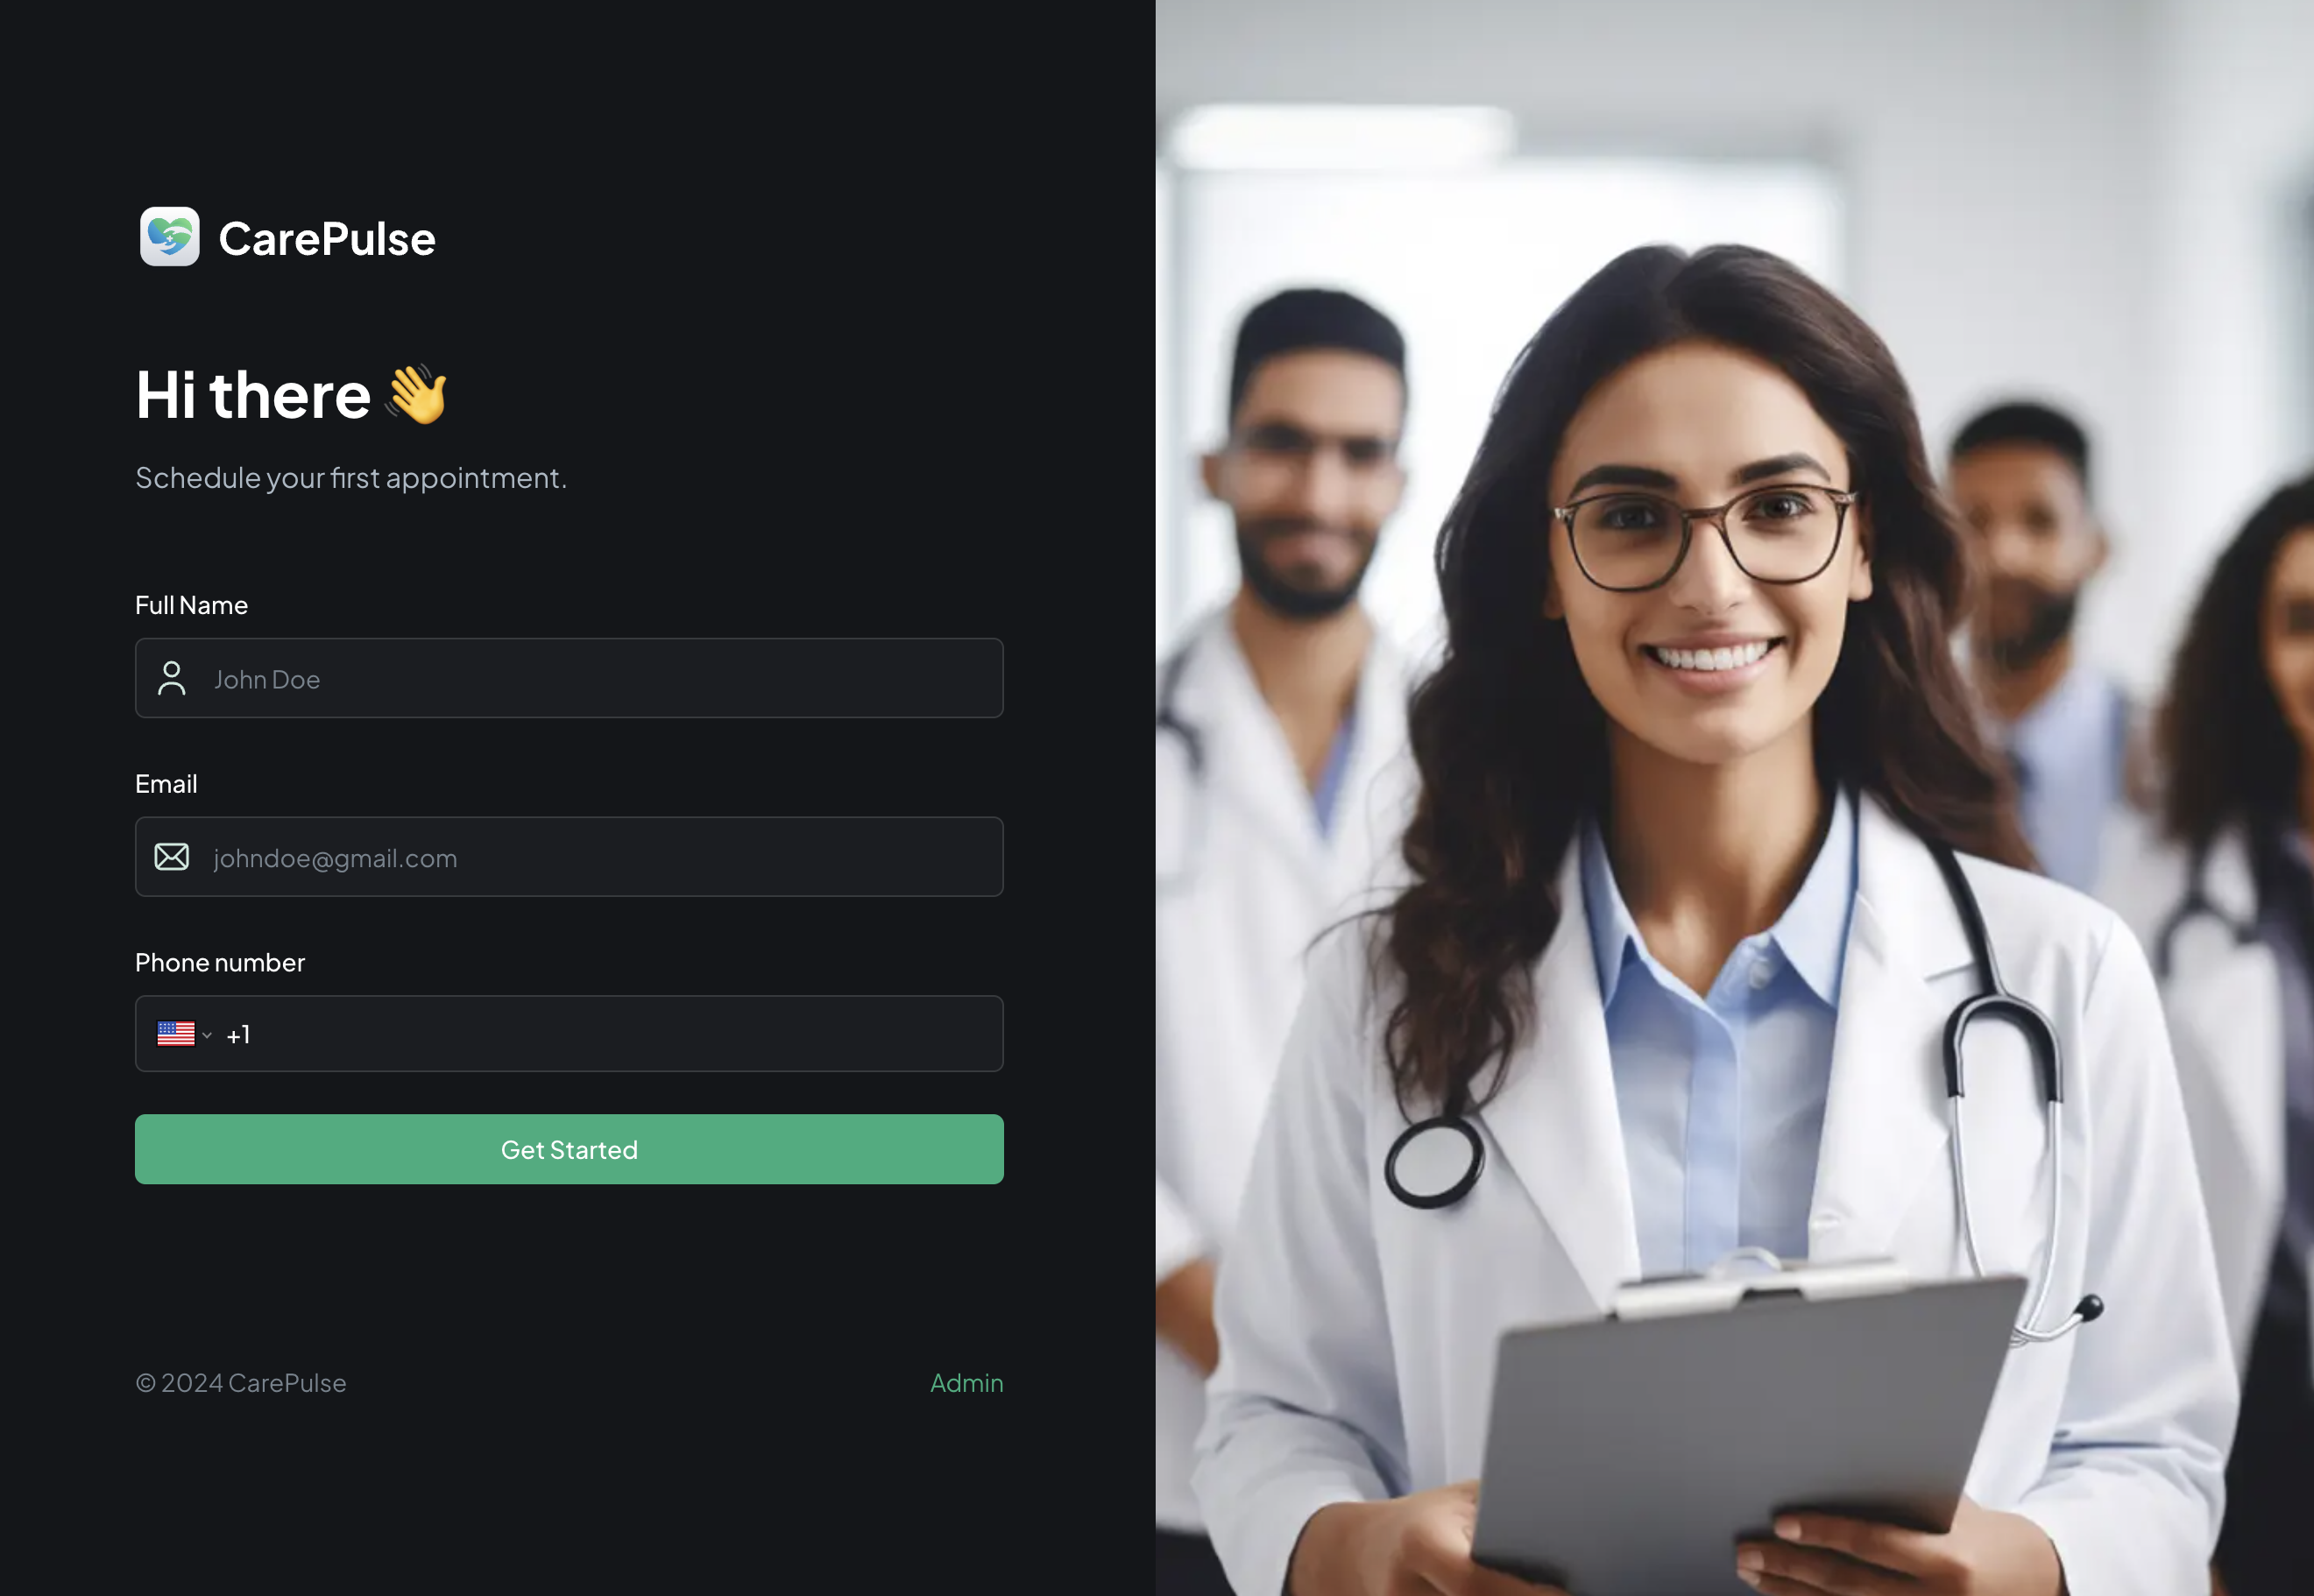 CarePulse
Hi there 👋
Schedule your first appointment.
Full Name
John Doe
Email
johndoe@gmail.com
Phone number
+1
Get Started
© 2024 CarePulse
Admin